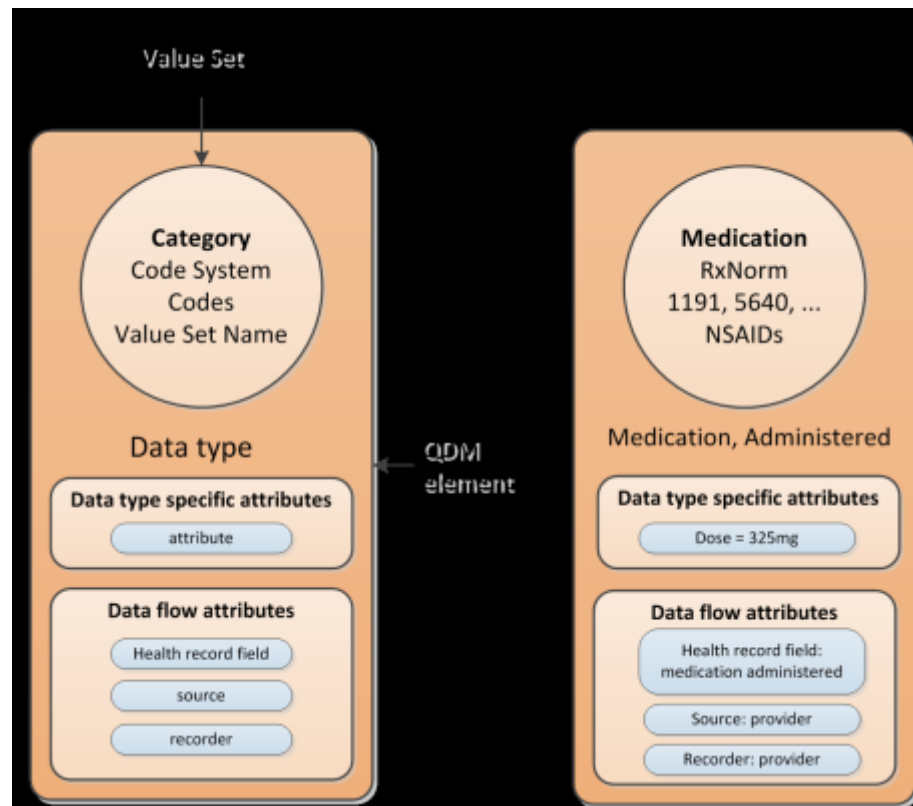 Value Set
Category
Code System
Codes
Value Set Name
Data type
Data type specific attributes
attribute
Data flow attributes
Health record field
source
recorder
QDM
element
Medication
RxNorm
1191, 5640, ...
NSAIDs
Medication, Administered
Data type specific attributes
Dose = 325mg
Data flow attributes
Health record field:
medication administered
Source: provider
Recorder: provider